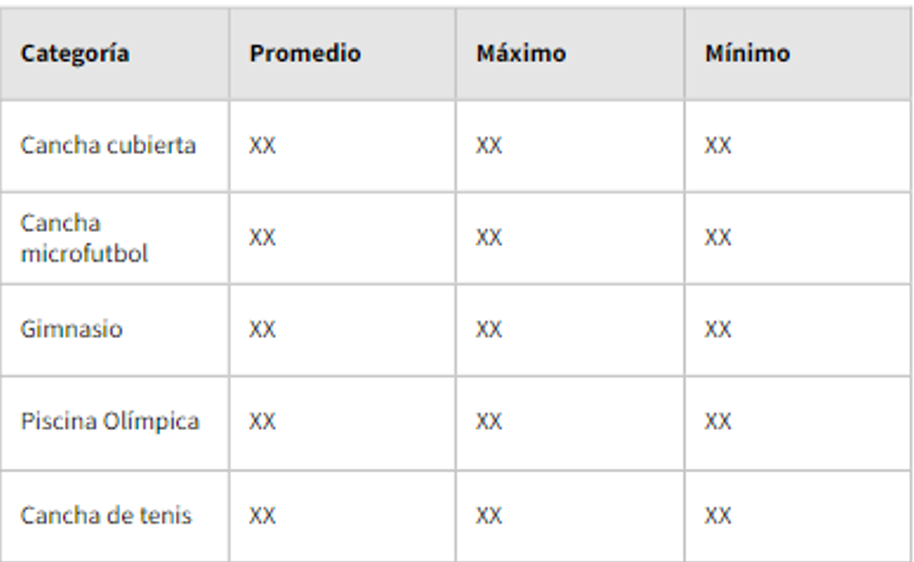 Categoría Promedio Máximo Mínimo
Cancha cubierta XX XX XX
Cancha
microfutbol XX XX XX
Gimnasio XX XX XX
Piscina Olímpica XX XX XX
Cancha de tenis XX XX XX